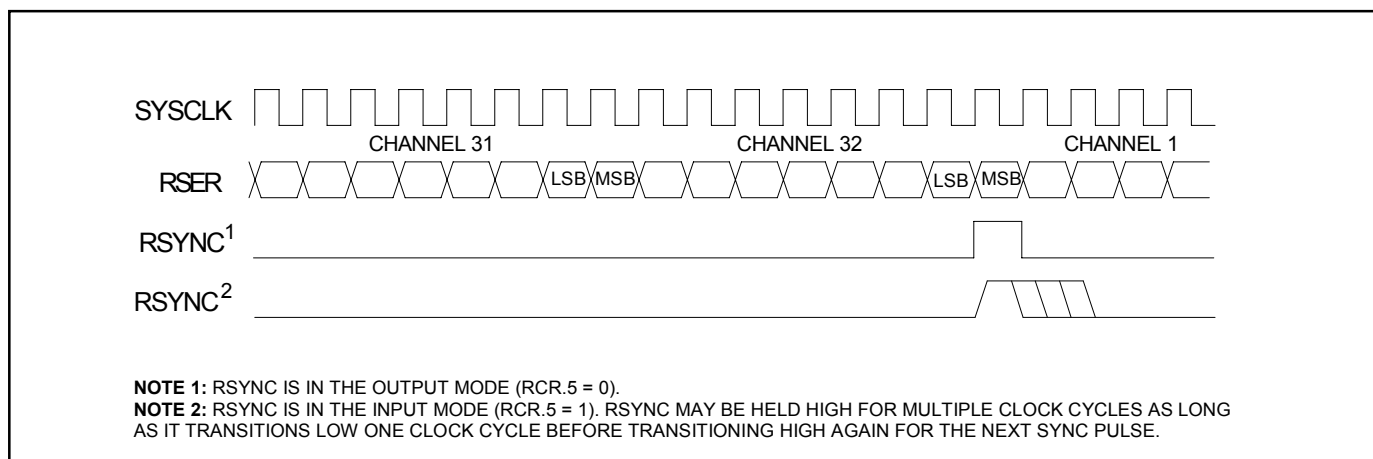 SYSCLK
CHANNEL 31 CHANNEL 32 CHANNEL 1
RSER LSB MSB LSB MSB
RSYNC1
RSYNC2
NOTE 1: RSYNC IS IN THE OUTPUT MODE (RCR.5 = 0).
NOTE 2: RSYNC IS IN THE INPUT MODE (RCR.5 = 1). RSYNC MAY BE HELD HIGH FOR MULTIPLE CLOCK CYCLES AS LONG
AS IT TRANSITIONS LOW ONE CLOCK CYCLE BEFORE TRANSITIONING HIGH AGAIN FOR THE NEXT SYNC PULSE.